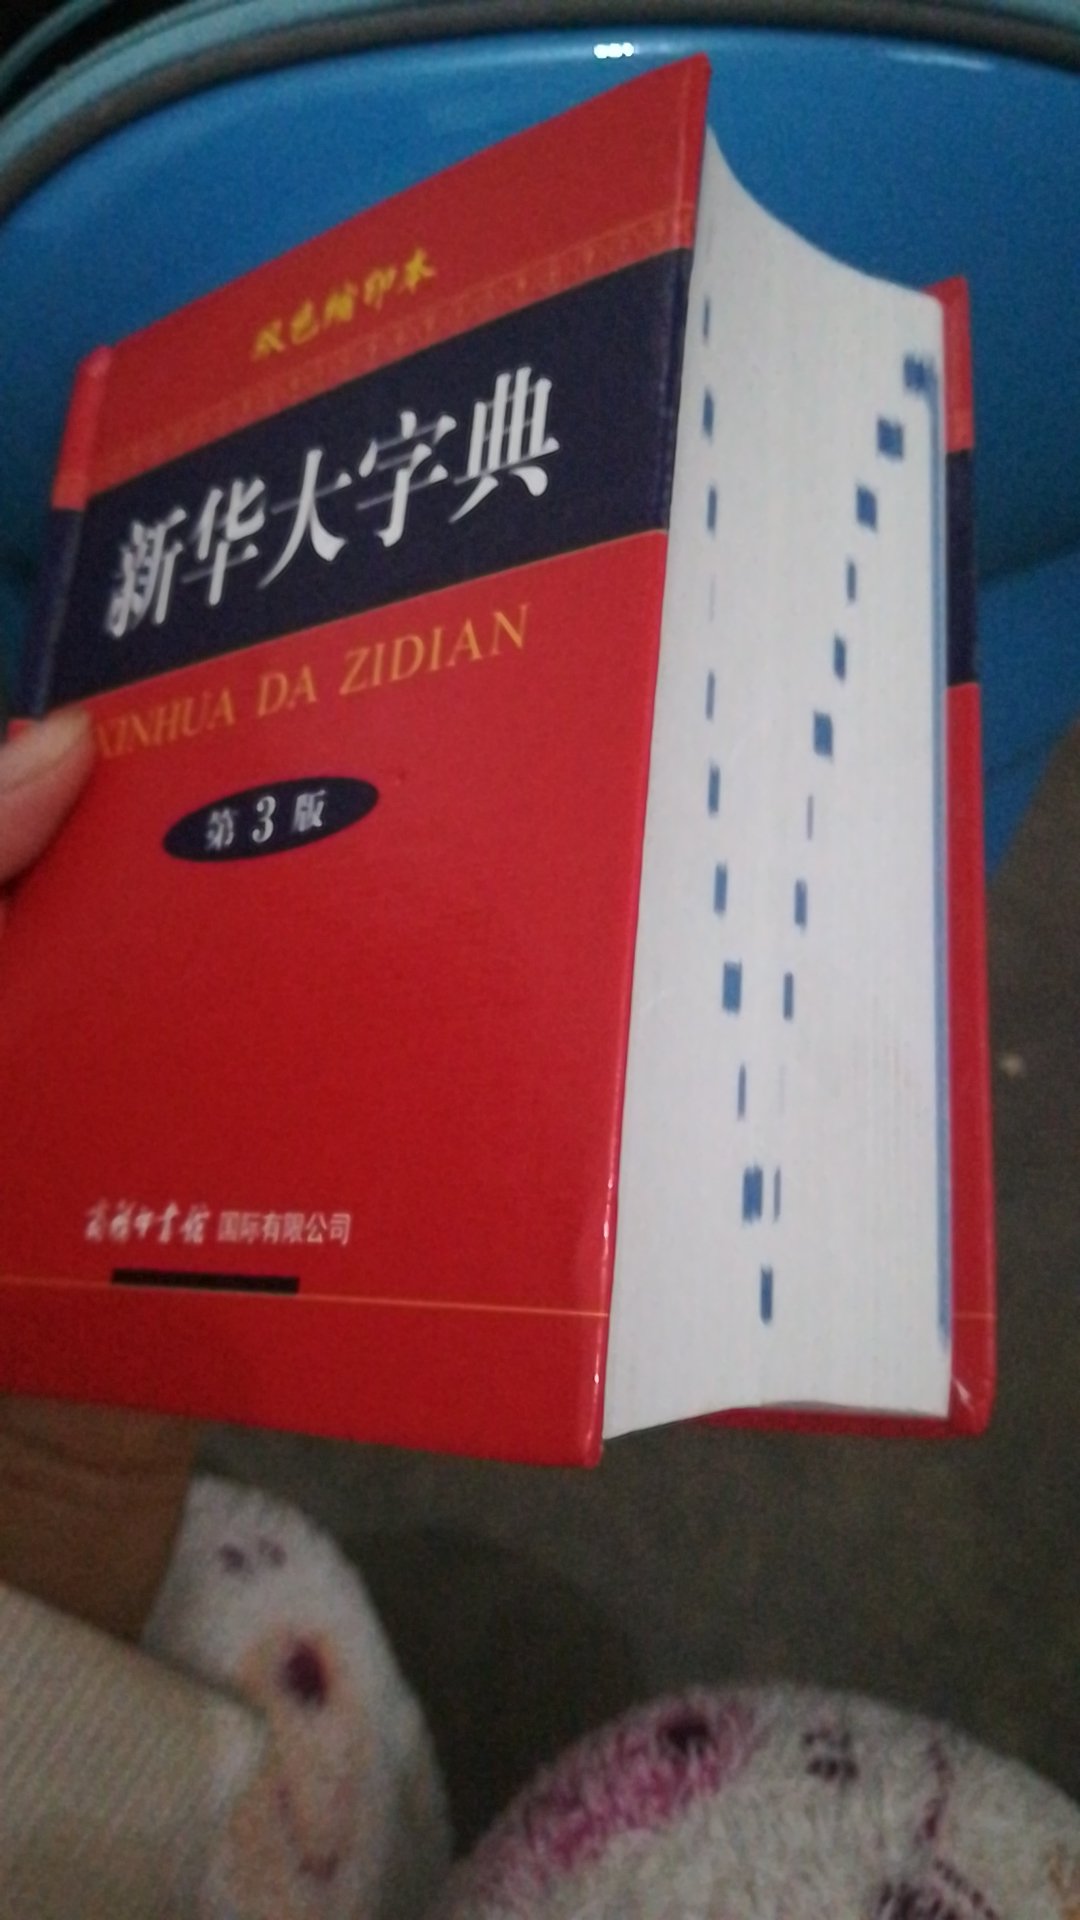 双色缩印本
新华大字典
XINHUA DA ZIDIAN
第3版
商务印书馆 国际有限公司